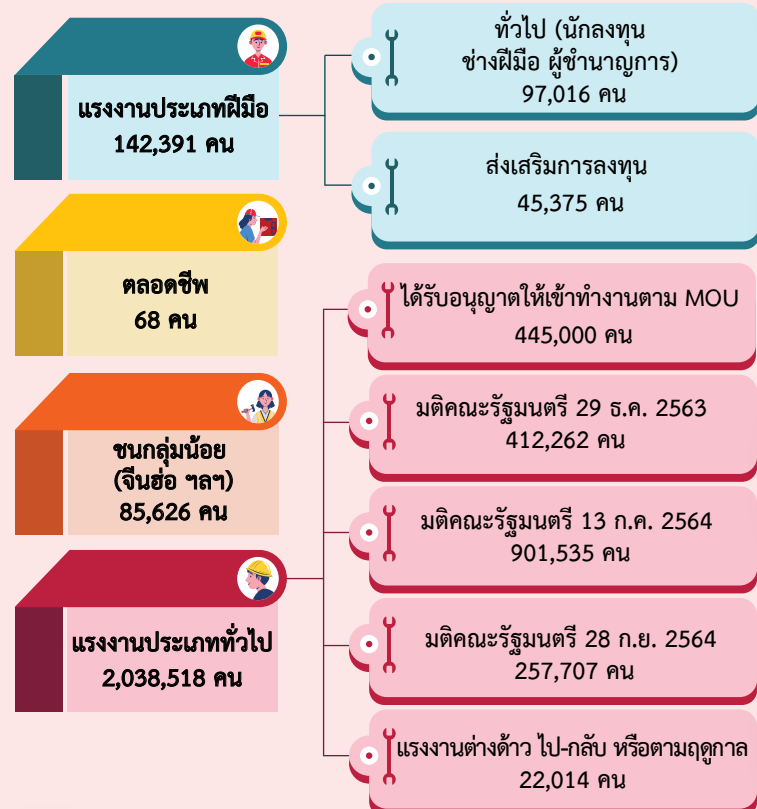 แรงงานประเภทฝีมือ
142,391 คน
ทั่วไป (นักลงทุน
ช่างฝีมือ ผู้ชำนาญการ)
97,016 คน
ส่งเสริมการลงทุน
45,375 คน
ตลอดชีพ
68 คน
ชนกลุ่มน้อย
(จีนฮ่อ ฯลฯ)
85,626 คน
แรงงานประเภททั่วไป
2,038,518 คน
ได้รับอนุญาตให้เข้าทำงานตาม MOU
445,000 คน
มติคณะรัฐมนตรี 29 ธ.ค. 2563
412,262 คน
มติคณะรัฐมนตรี 13 ก.ค. 2564
901,535 คน
มติคณะรัฐมนตรี 28 ก.ย. 2564
257,707 คน
แรงงานต่างด้าว ไป-กลับ หรือตามฤดูกาล
22,014 คน